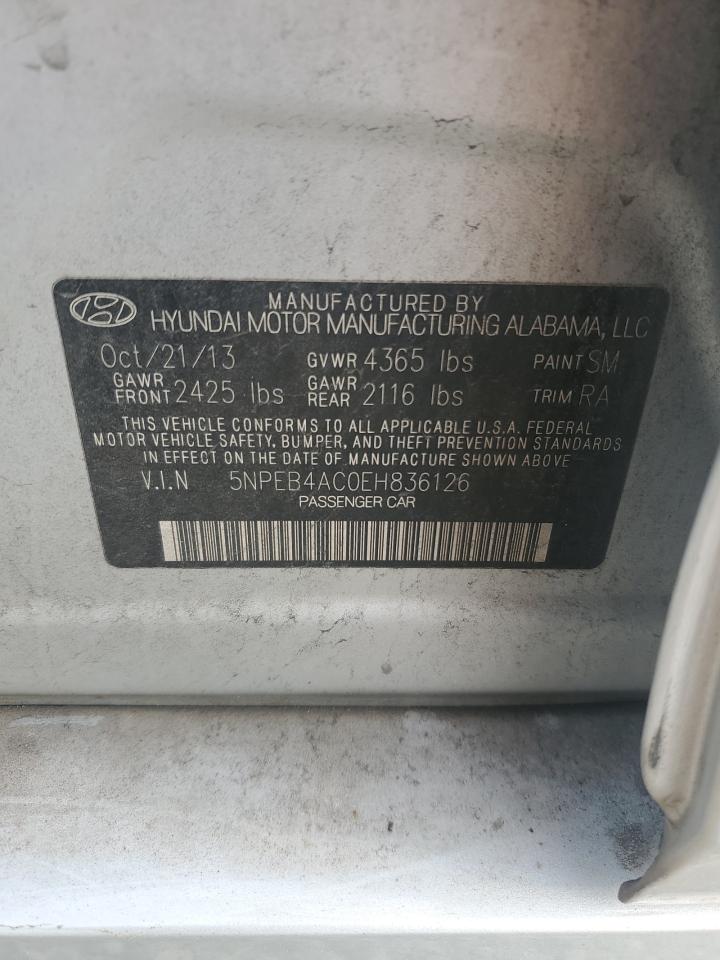 MANUFACTURED BY
HYUNDAI MOTOR MANUFACTURING ALABAMA, LLC
Oct/21/13 GVWR 4365 lbs PAINT SM
GAWR FRONT 2425 lbs GAWR REAR 2116 lbs TRIM RA
THIS VEHICLE CONFORMS TO ALL APPLICABLE U.S.A. FEDERAL
MOTOR VEHICLE SAFETY, BUMPER, AND THEFT PREVENTION STANDARDS
IN EFFECT ON THE DATE OF MANUFACTURE SHOWN ABOVE
V.I.N 5NPEB4AC0EH836126
PASSENGER CAR